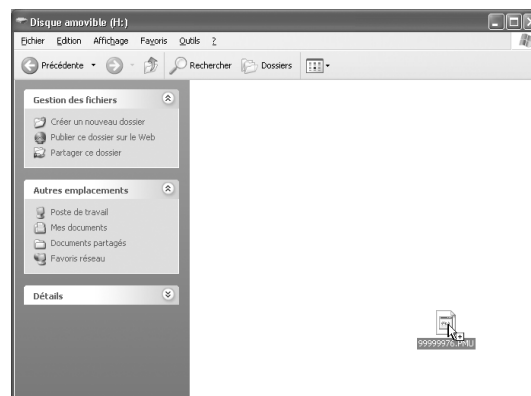 Disque amovible (H:)
Fichier Edition Affichage Favoris Outils ?
Précédente Rechercher Dossiers
Gestion des fichiers
Créer un nouveau dossier
Publier ce dossier sur le Web
Partager ce dossier
Autres emplacements
Poste de travail
Mes documents
Documents partagés
Favoris réseau
Détails
99999976.PMU